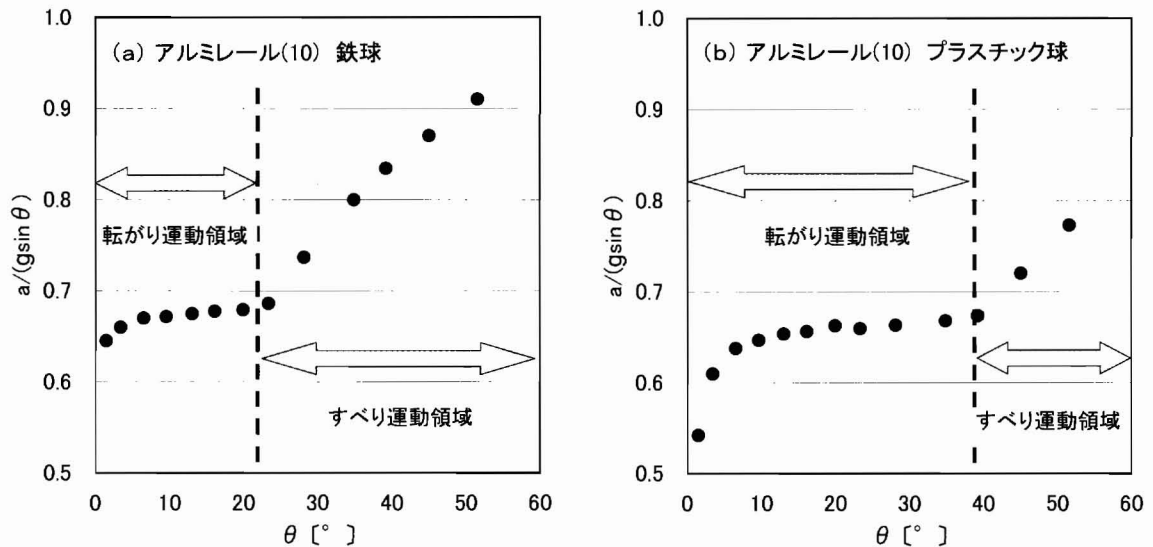 (a) アルミレール(10) 鉄球
1.0
0.9
0.8
0.7
0.6
0.5
a/(gsinθ)
転がり運動領域
すべり運動領域
0 10 20 30 40 50 60
θ 〔°〕
(b) アルミレール(10) プラスチック球
1.0
0.9
0.8
0.7
0.6
0.5
a/(gsinθ)
転がり運動領域
すべり運動領域
0 10 20 30 40 50 60
θ 〔°〕